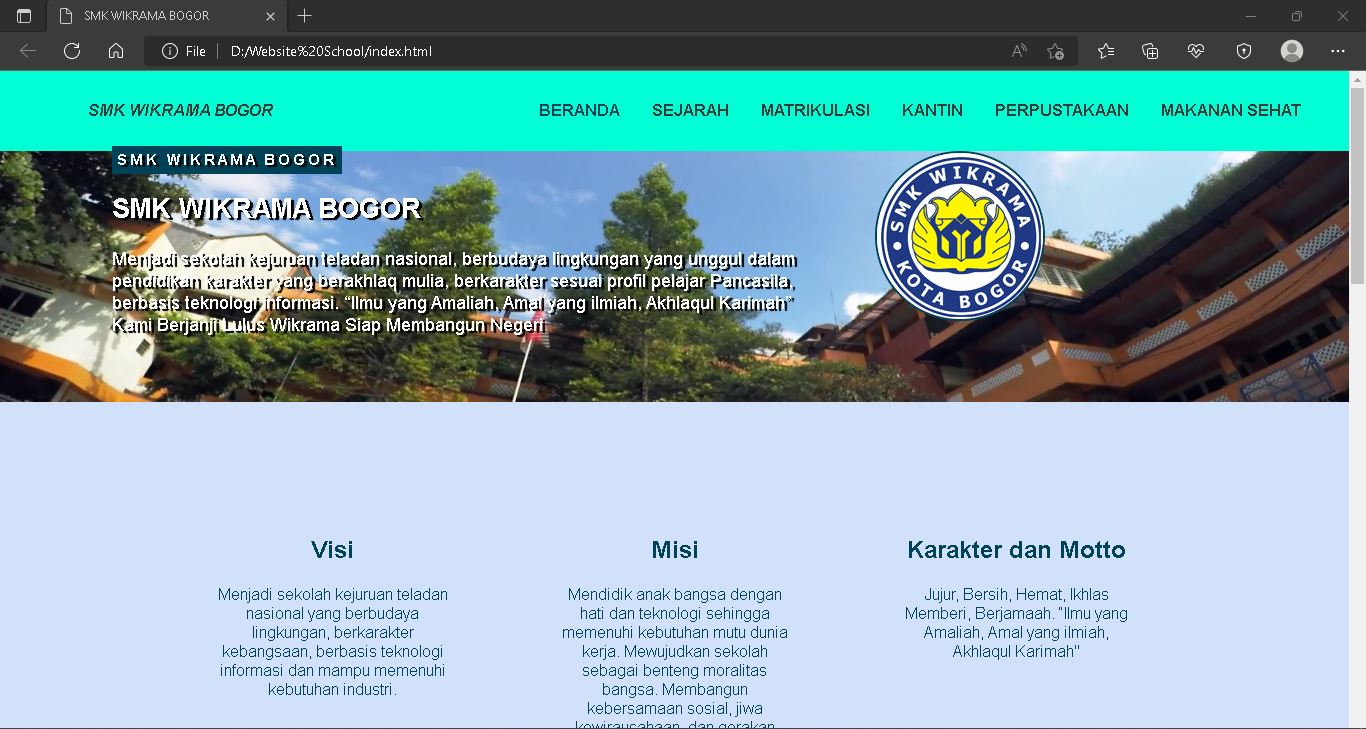 SMK WIKRAMA BOGOR
File
D:/Website%20School/index.html
SMK WIKRAMA BOGOR
BERANDA SEJARAH MATRIKULASI KANTIN PERPUSTAKAAN MAKANAN SEHAT
SMK WIKRAMA BOGOR
SMK WIKRAMA BOGOR
Menjadi sekolah kejuruan teladan nasional, berbudaya lingkungan yang unggul dalam
pendidikan karakter yang berakhlaq mulia, berkarakter sesuai profil pelajar Pancasila,
berbasis teknologi informasi. “Ilmu yang Amaliah, Amal yang ilmiah, Akhlaqul Karimah”
Kami Berjanji Lulus Wikrama Siap Membangun Negeri
SMK WIKRAMA
KOTA BOGOR
Visi
Menjadi sekolah kejuruan teladan
nasional yang berbudaya
lingkungan, berkarakter
kebangsaan, berbasis teknologi
informasi dan mampu memenuhi
kebutuhan industri.
Misi
Mendidik anak bangsa dengan
hati dan teknologi sehingga
memenuhi kebutuhan mutu dunia
kerja. Mewujudkan sekolah
sebagai benteng moralitas
bangsa. Membangun
kebersamaan sosial, jiwa
kewirausahaan, dan gerakan
Karakter dan Motto
Jujur, Bersih, Hemat, Ikhlas
Memberi, Berjamaah. "Ilmu yang
Amaliah, Amal yang ilmiah,
Akhlaqul Karimah"